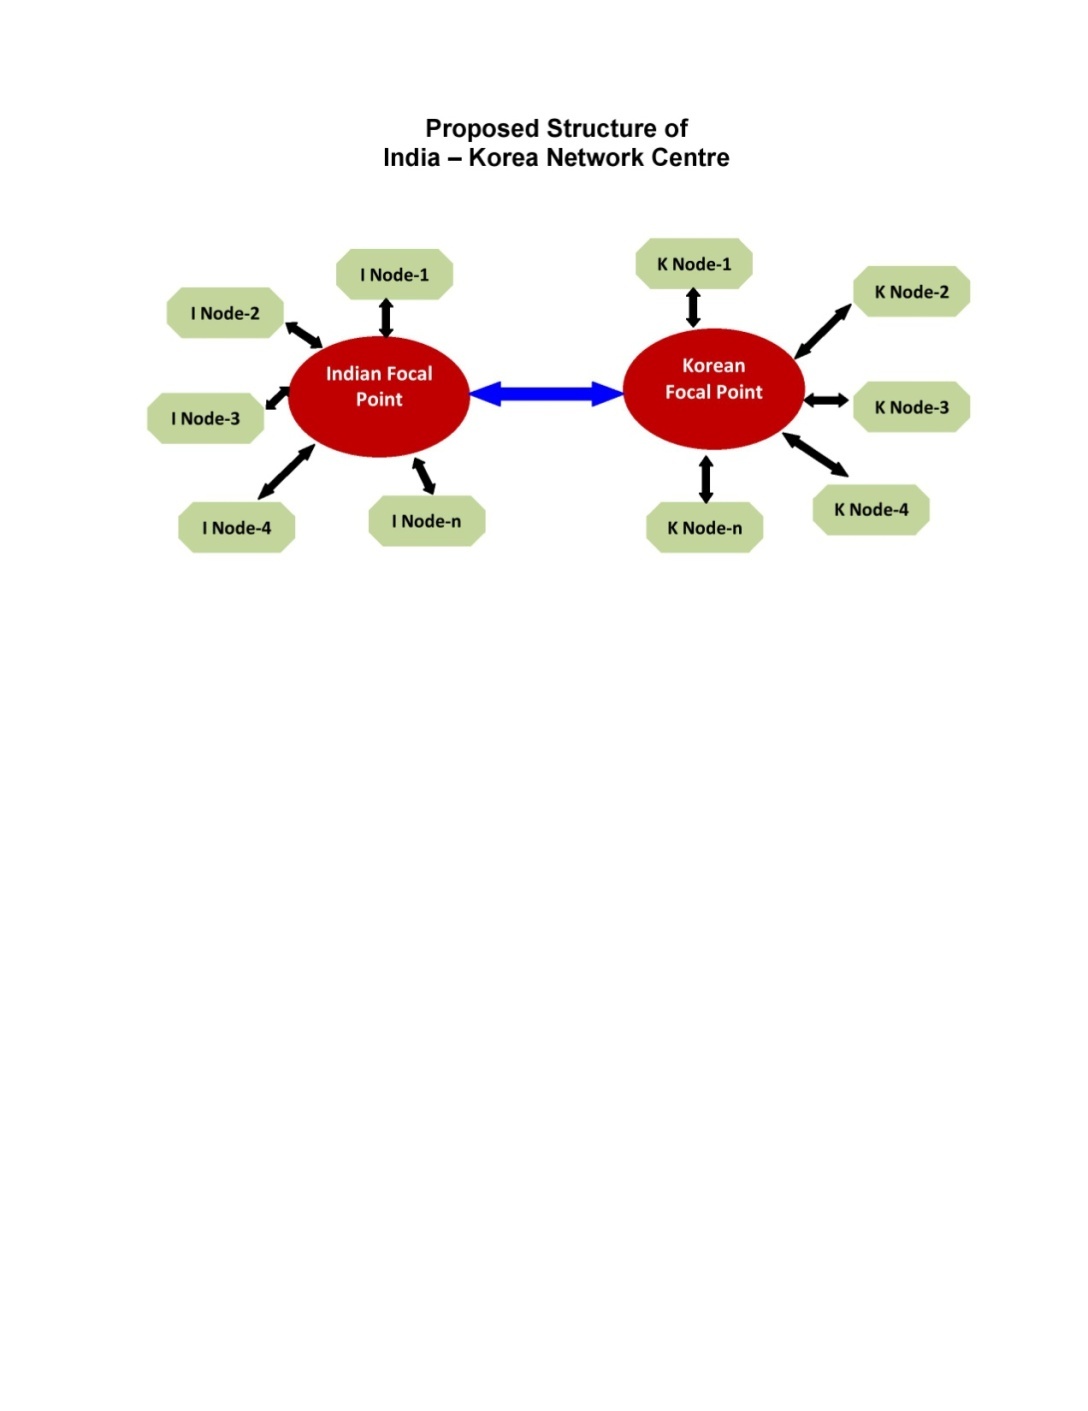 Proposed Structure of
India – Korea Network Centre
I Node-1
I Node-2
Indian Focal
Point
I Node-3
I Node-4
I Node-n
K Node-1
K Node-2
Korean
Focal Point
K Node-3
K Node-4
K Node-n